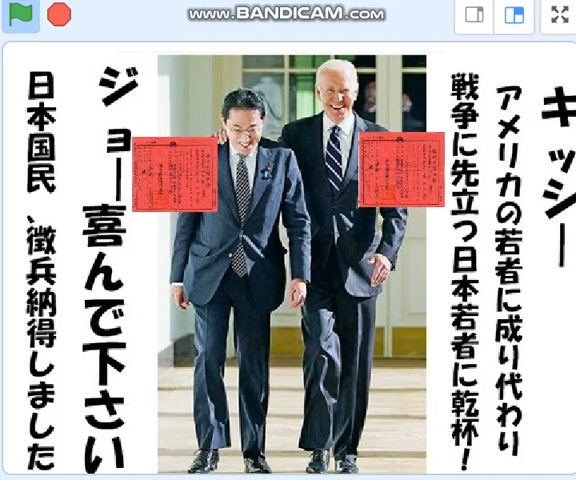 www.BANDICAM.com
キッシー
アメリカの若者に成り代わり
戦争に先立つ日本若者に乾杯！
ジョー喜んで下さい
日本国民、徴兵納得しました